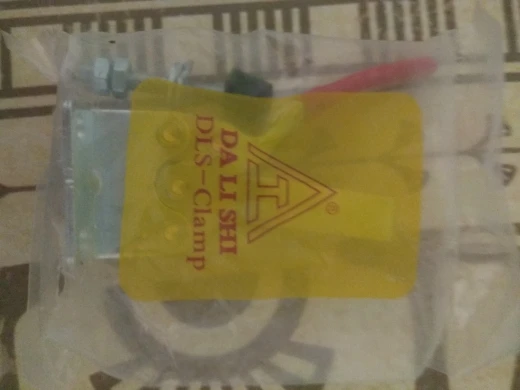 ®
DA LI SHI
DLS-Clamp